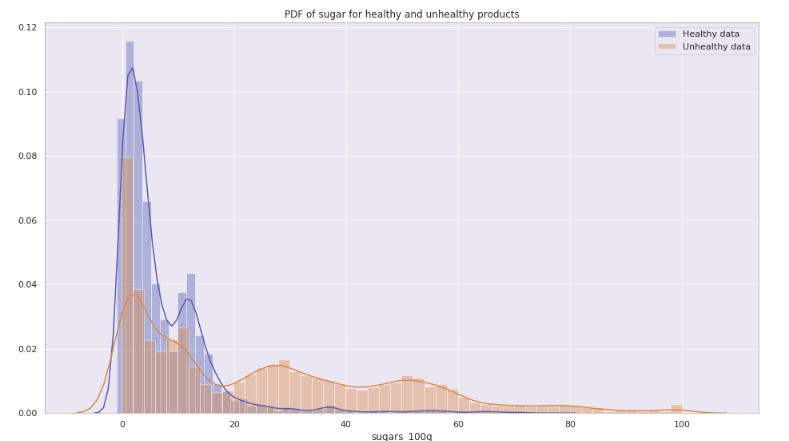 PDF of sugar for healthy and unhealthy products
Healthy data
Unhealthy data
0.12
0.10
0.08
0.06
0.04
0.02
0.00
0 20 40 60 80 100
sugars_100g